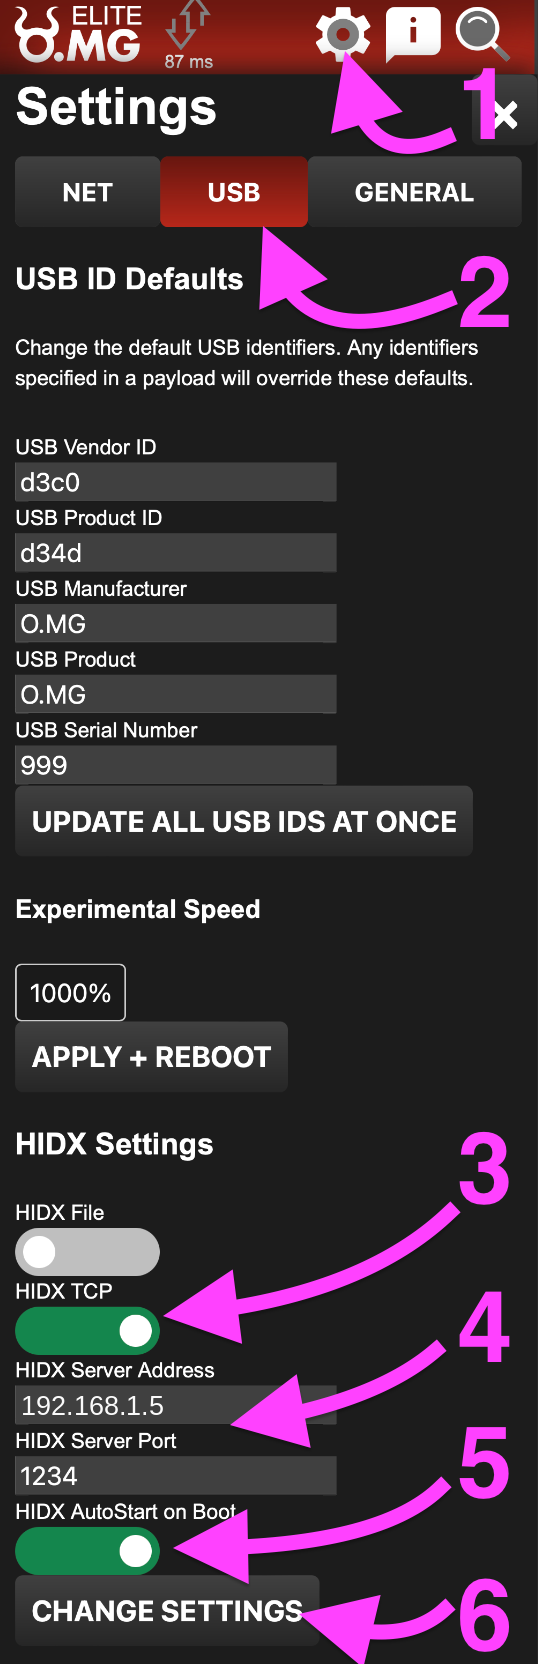 ELITE
O.MG
87 ms
i
1
Settings
×
NET USB GENERAL
2
USB ID Defaults
Change the default USB identifiers. Any identifiers
specified in a payload will override these defaults.
USB Vendor ID
d3c0
USB Product ID
d34d
USB Manufacturer
O.MG
USB Product
O.MG
USB Serial Number
999
UPDATE ALL USB IDS AT ONCE
Experimental Speed
1000%
APPLY + REBOOT
HIDX Settings
3
HIDX File
HIDX TCP
4
HIDX Server Address
192.168.1.5
HIDX Server Port
5
1234
HIDX AutoStart on Boot
CHANGE SETTINGS
6